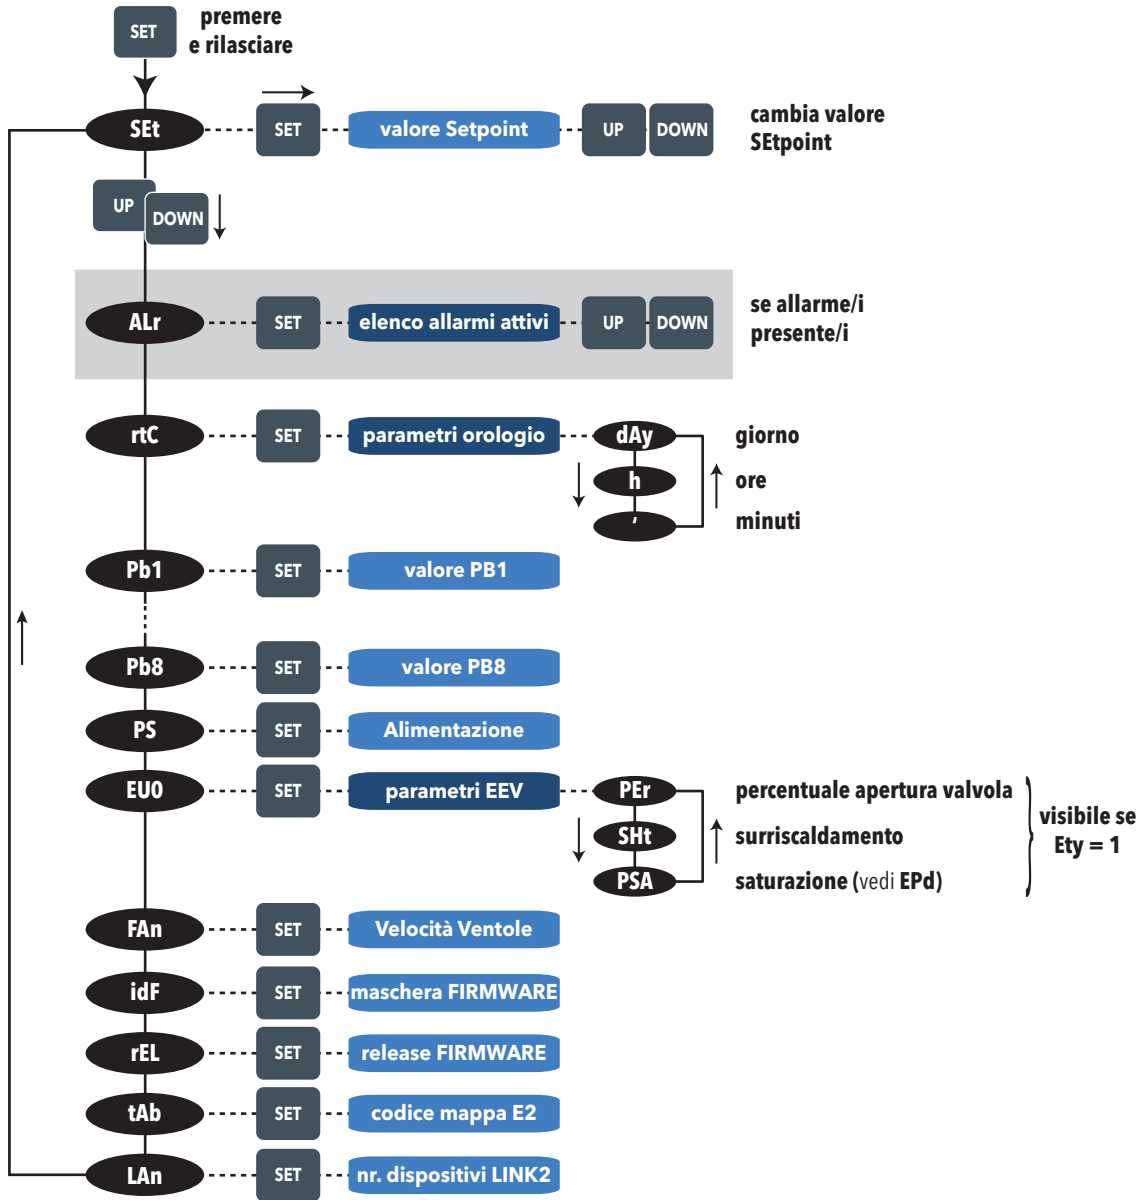 SET
premere
e rilasciare
SEt
SET
valore Setpoint
UP
DOWN
cambia valore
SEtpoint
UP
DOWN
ALr
SET
elenco allarmi attivi
UP
DOWN
se allarme/i
presente/i
rtC
SET
parametri orologio
dAy
giorno
h
ore
'
minuti
Pb1
SET
valore PB1
Pb8
SET
valore PB8
PS
SET
Alimentazione
EU0
SET
parametri EEV
PEr
percentuale apertura valvola
SHt
surriscaldamento
PSA
saturazione (vedi EPd)
visibile se
Ety = 1
FAn
SET
Velocità Ventole
idF
SET
maschera FIRMWARE
rEL
SET
release FIRMWARE
tAb
SET
codice mappa E2
LAn
SET
nr. dispositivi LINK2